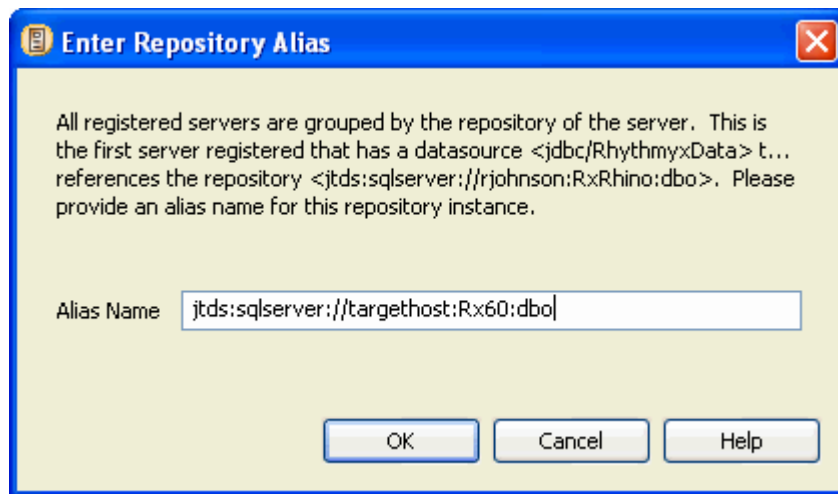 Enter Repository Alias
All registered servers are grouped by the repository of the server. This is
the first server registered that has a datasource <jdbc/RhythmyxData> t...
references the repository <jtds:sqlserver://rjohnson:RxRhino:dbo>. Please
provide an alias name for this repository instance.
Alias Name jtds:sqlserver://targethost:Rx60:dbo
OK Cancel Help